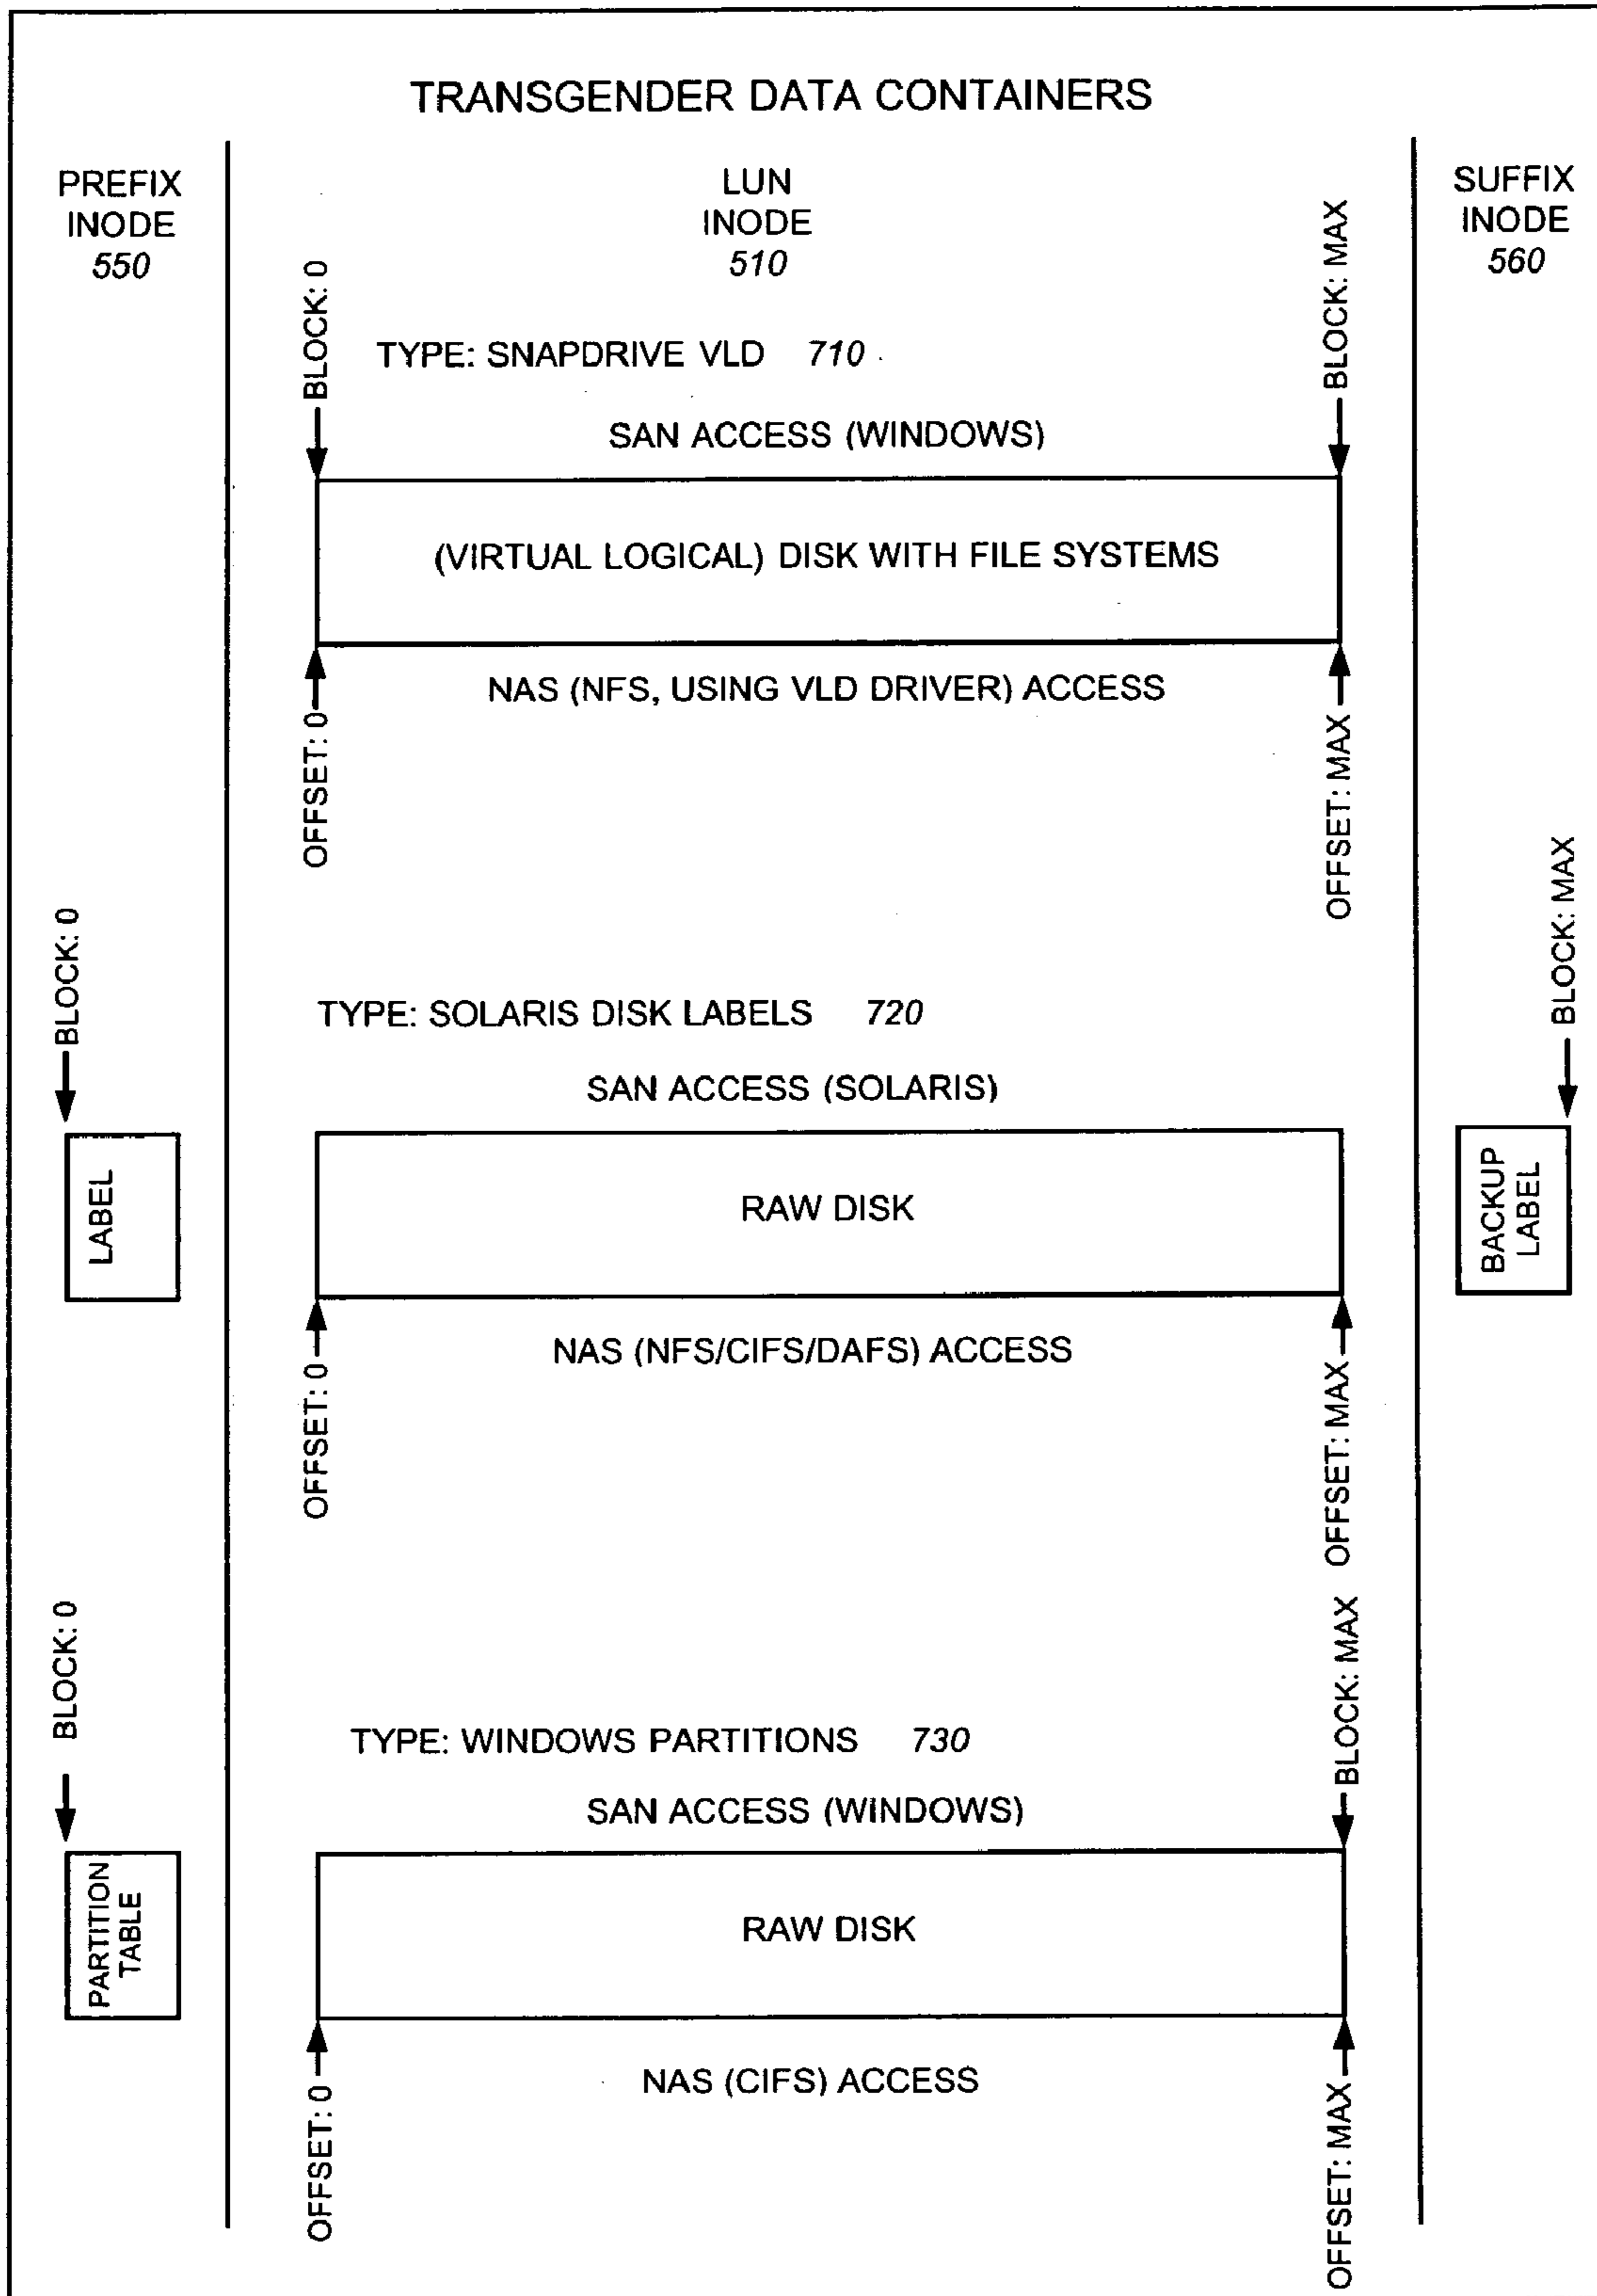 TRANSGENDER DATA CONTAINERS
PREFIX
INODE
550
LUN
INODE
510
SUFFIX
INODE
560
BLOCK: 0
BLOCK: MAX
TYPE: SNAPDRIVE VLD 710
SAN ACCESS (WINDOWS)
(VIRTUAL LOGICAL) DISK WITH FILE SYSTEMS
NAS (NFS, USING VLD DRIVER) ACCESS
OFFSET: 0
OFFSET: MAX
BLOCK: 0
BLOCK: MAX
TYPE: SOLARIS DISK LABELS 720
SAN ACCESS (SOLARIS)
LABEL
RAW DISK
BACKUP
LABEL
NAS (NFS/CIFS/DAFS) ACCESS
OFFSET: 0
OFFSET: MAX
BLOCK: 0
BLOCK: MAX
TYPE: WINDOWS PARTITIONS 730
SAN ACCESS (WINDOWS)
PARTITION
TABLE
RAW DISK
NAS (CIFS) ACCESS
OFFSET: 0
OFFSET: MAX